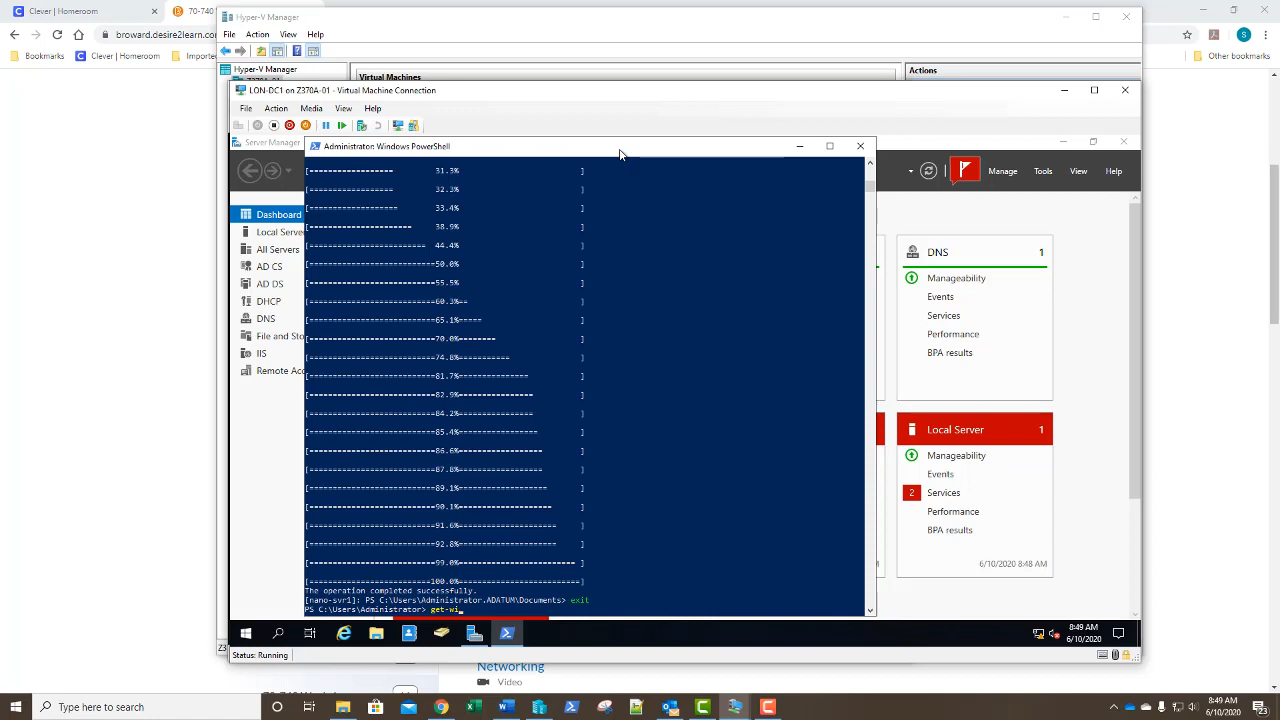 Clever | Homeroom
70-740
broward.desire2learn.c
Bookmarks
Clever | Homeroom
Importe
Other bookmarks
Hyper-V Manager
File Action View Help
Hyper-V Manager
Virtual Machines
Actions
LON-DC1 on Z370A-01 - Virtual Machine Connection
File Action Media View Help
Server Manager
Manage Tools View Help
Administrator: Windows PowerShell
[================== 31.3% ]
[================== 32.3% ]
[=================== 33.4% ]
[====================== 38.9% ]
[========================= 44.4% ]
[===========================50.0% ]
[===========================55.5% ]
[===========================60.3%== ]
[===========================65.1%===== ]
[===========================70.0%======== ]
[===========================74.8%=========== ]
[===========================81.7%=============== ]
[===========================82.9%================ ]
[===========================84.2%================ ]
[===========================85.4%================= ]
[===========================86.6%================== ]
[===========================87.8%================== ]
[===========================89.1%=================== ]
[===========================90.1%==================== ]
[===========================91.6%===================== ]
[===========================92.8%===================== ]
[===========================99.0%========================= ]
[==========================100.0%==========================]
The operation completed successfully.
[nano-svr1]: PS C:\Users\Administrator.ADATUM\Documents> exit
PS C:\Users\Administrator> get-wi_
Dashboard
Local Serve
All Servers
AD CS
AD DS
DHCP
DNS
File and Sto
IIS
Remote Acc
DNS 1
Manageability
Events
Services
Performance
BPA results
Local Server 1
Manageability
Events
2 Services
Performance
BPA results
6/10/2020 8:48 AM
8:49 AM
6/10/2020
Status: Running
Networking
Video
Type here to search
8:49 AM
6/10/2020